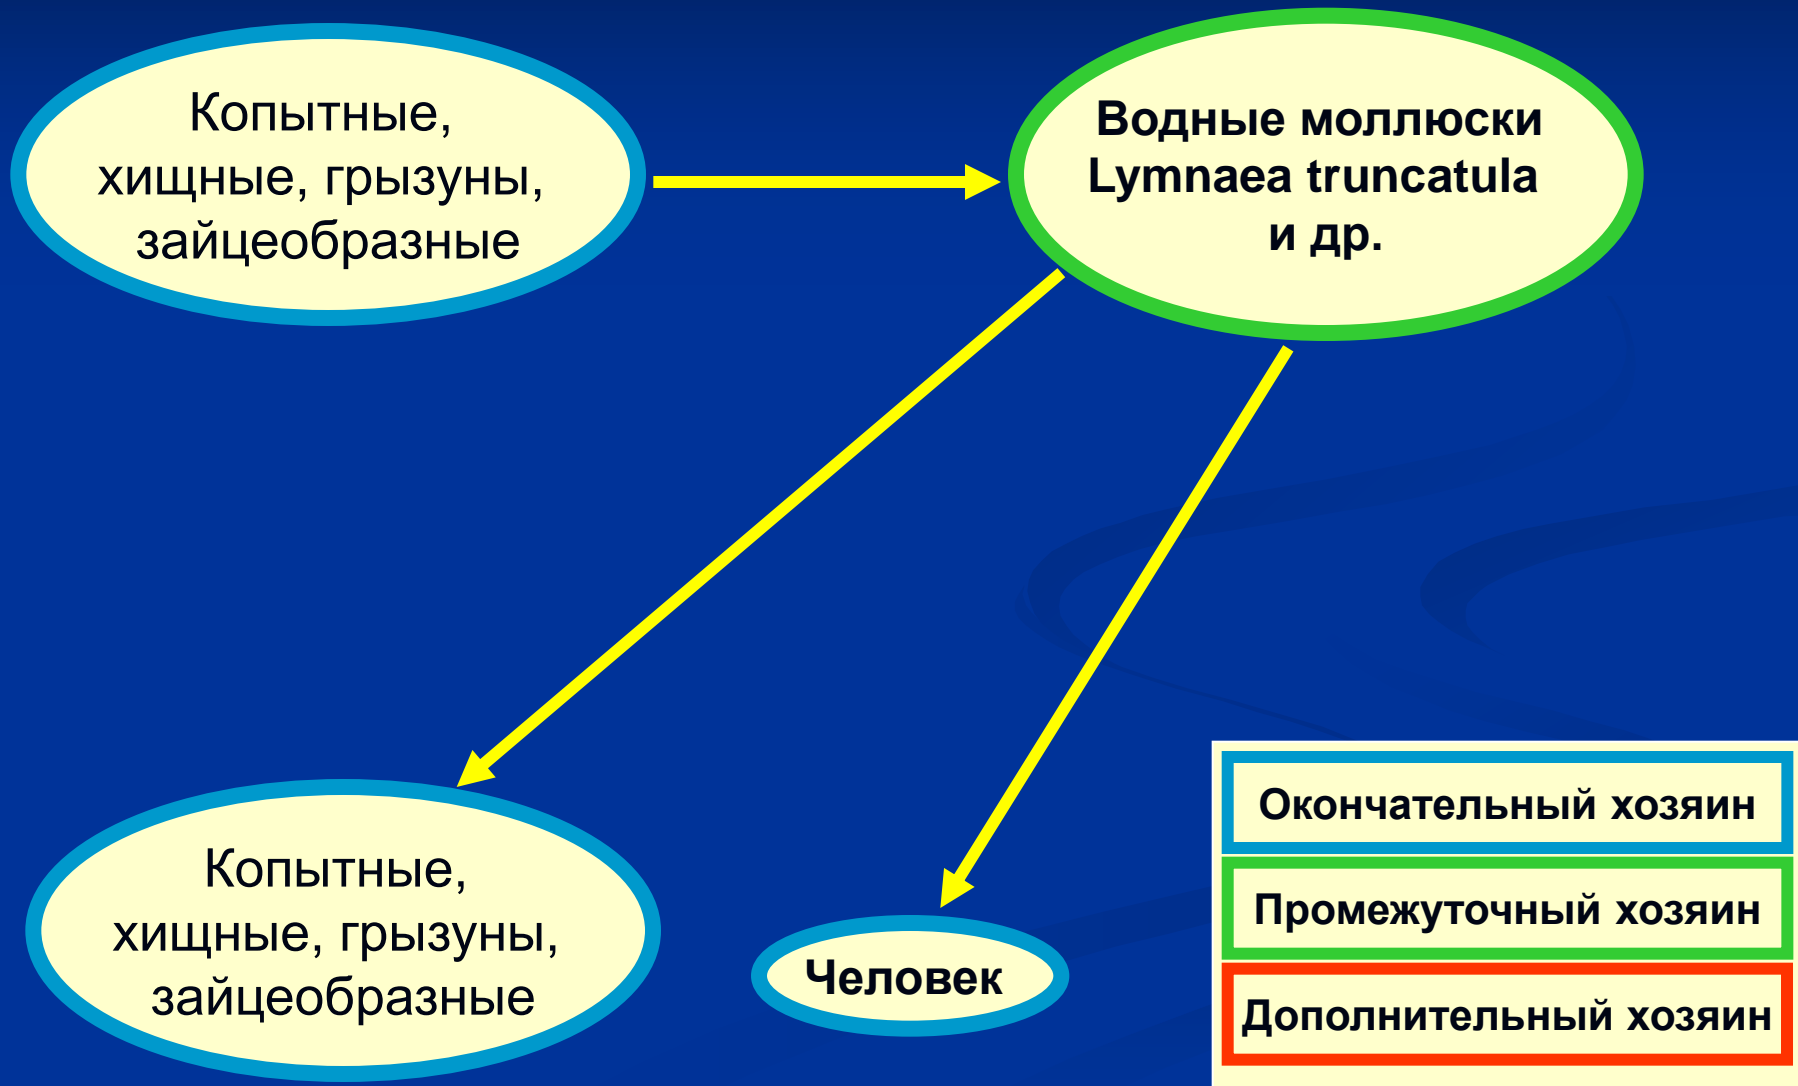 Копытные,
хищные, грызуны,
зайцеобразные
Водные моллюски
Lymnaea truncatula
и др.
Копытные,
хищные, грызуны,
зайцеобразные
Человек
Окончательный хозяин
Промежуточный хозяин
Дополнительный хозяин